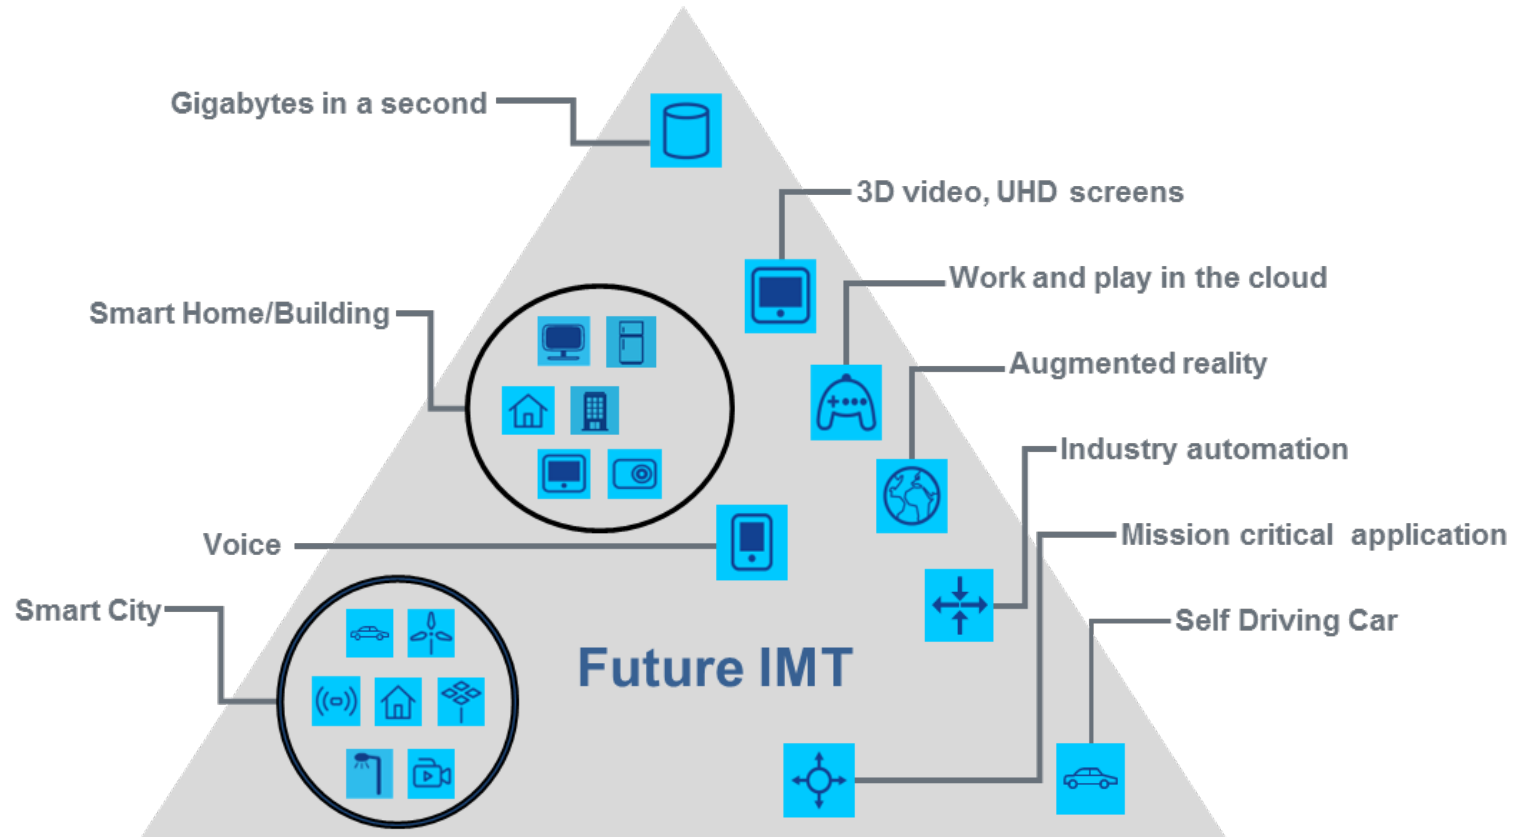 Gigabytes in a second
3D video, UHD screens
Work and play in the cloud
Smart Home/Building
Augmented reality
Industry automation
Mission critical application
Voice
Smart City
Self Driving Car
Future IMT